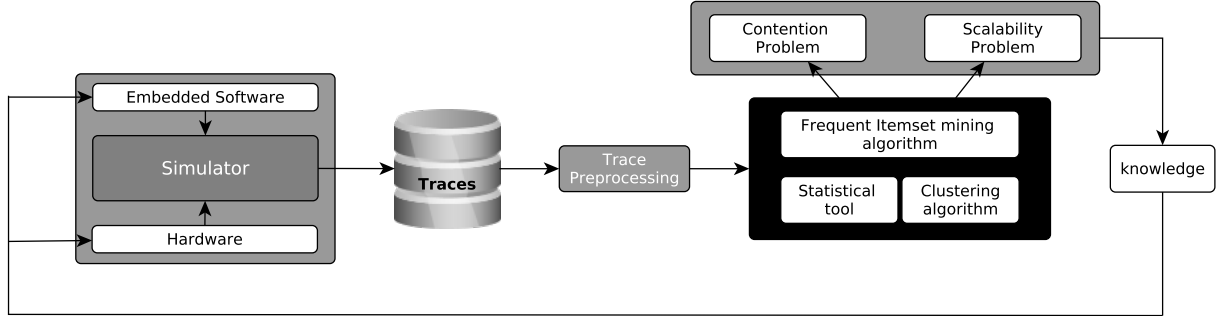 Contention
Problem
Scalability
Problem
Embedded Software
Simulator
Hardware
Traces
Trace
Preprocessing
Frequent Itemset mining
algorithm
Statistical
tool
Clustering
algorithm
knowledge